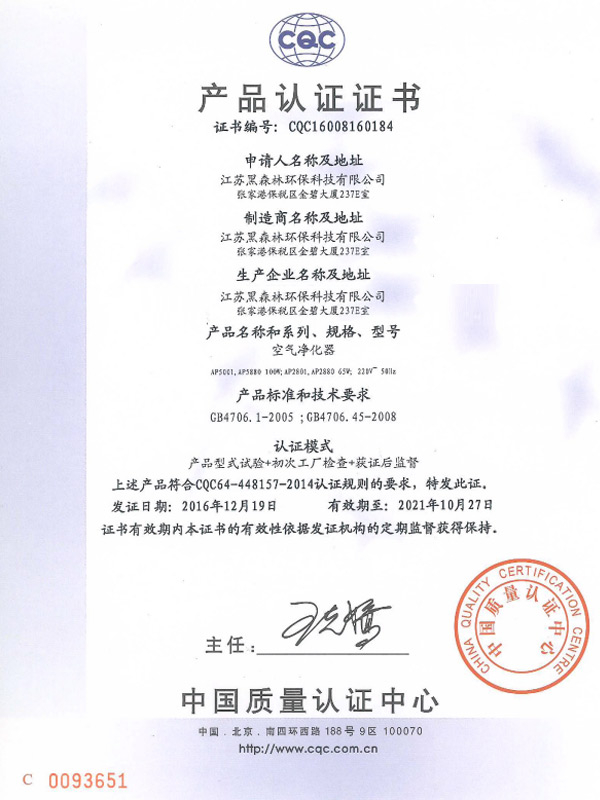 CQC
产品认证证书
证书编号: CQC16008160184
申请人名称及地址
江苏黑森林环保科技有限公司
张家港保税区金碧大厦237E室
制造商名称及地址
江苏黑森林环保科技有限公司
张家港保税区金碧大厦237E室
生产企业名称及地址
江苏黑森林环保科技有限公司
张家港保税区金碧大厦237E室
产品名称和系列、规格、型号
空气净化器
100W; AP2801, AP2880 65W; 220V~ 50Hz
产品标准和技术要求
GB4706.1-2005 ;GB4706.45-2008
认证模式
产品型式试验+初次工厂检查+获证后监督
上述产品符合CQC64-448157-2014认证规则的要求，特发此证。
发证日期: 2016年12月19日 有效期至: 2021年10月27日
证书有效期内本证书的有效性依据发证机构的定期监督获得保持。
CHINA QUALITY CERTIFICATION CENTRE
中国质量认证中心
主任:
中国质量认证中心
中国．北京．南四环西路188号9区 100070
http://www.cqc.com.cn
C 0093651